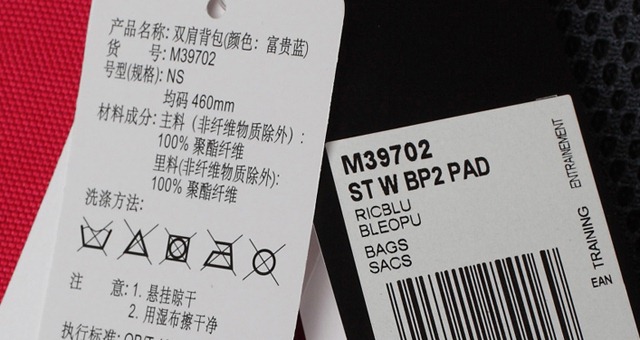 产品名称: 双肩背包(颜色: 富贵蓝)
货 号: M39702
号型(规格): NS
均码 460mm
材料成分: 主料（非纤维物质除外）:
100% 聚酯纤维
里料(非纤维物质除外):
100% 聚酯纤维
洗涤方法:
注 意: 1. 悬挂晾干
2. 用湿布擦干净
执行标准:
M39702
ST W BP2 PAD
RICBLU
BLEOPU
BAGS
SACS
ENTRAINEMENT
TRAINING
EAN